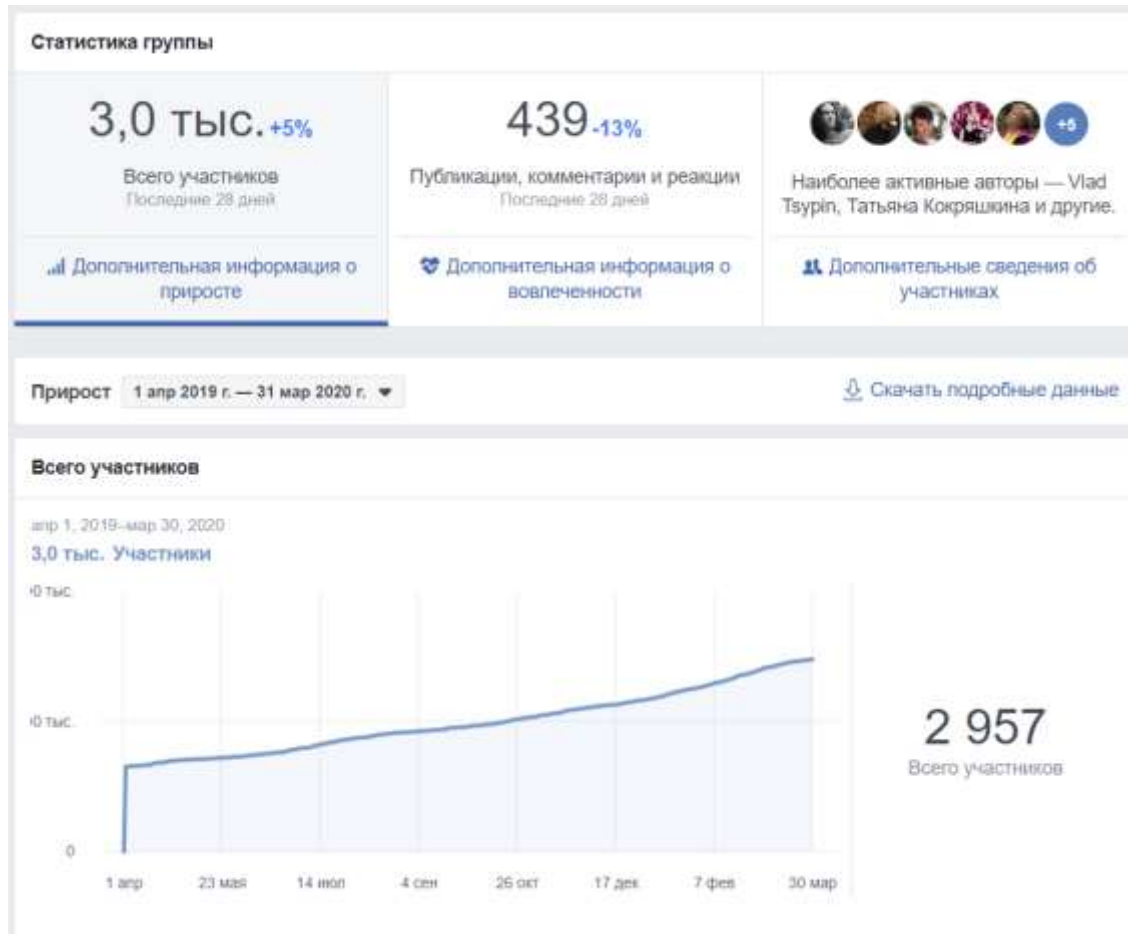 Статистика группы
3,0 тыс.+5%
Всего участников
Последние 28 дней
Дополнительная информация о
приросте
439-13%
Публикации, комментарии и реакции
Последние 28 дней
Дополнительная информация о
вовлеченности
+5
Наиболее активные авторы — Vlad
Tsypin, Татьяна Кокряшкина и другие.
Дополнительные сведения об
участниках
Прирост 1 апр 2019 г. — 31 мар 2020 г.
Скачать подробные данные
Всего участников
апр 1, 2019–мар 30, 2020
3,0 тыс. Участники
0 тыс.
0 тыс.
0
1 апр 23 мая 14 июл 4 сен 26 окт 17 дек 7 фев 30 мар
2 957
Всего участников